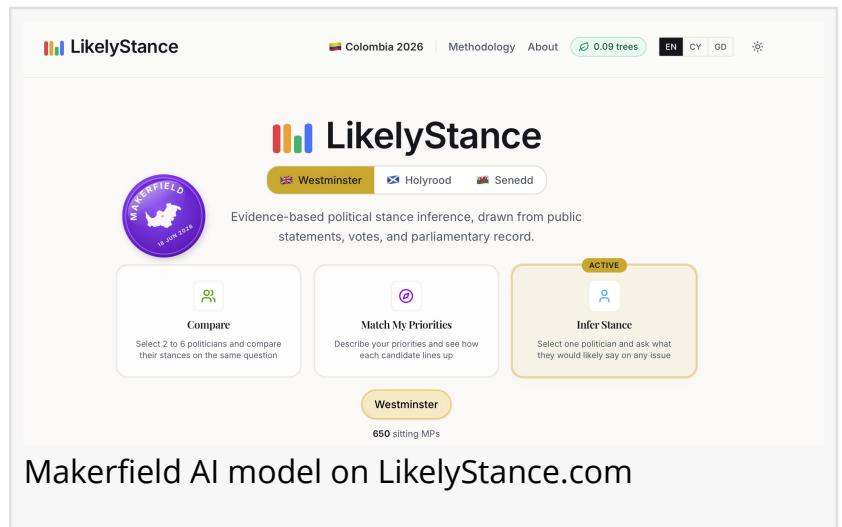 LikelyStance
Colombia 2026
Methodology
About
0.09 trees
EN
CY
GD
LikelyStance
Westminster
Holyrood
Senedd
MAKERFIELD
18 JUN 2026
Evidence-based political stance inference, drawn from public
statements, votes, and parliamentary record.
ACTIVE
Compare
Select 2 to 6 politicians and compare
their stances on the same question
Match My Priorities
Describe your priorities and see how
each candidate lines up
Infer Stance
Select one politician and ask what
they would likely say on any issue
Westminster
650 sitting MPs
Makerfield AI model on LikelyStance.com